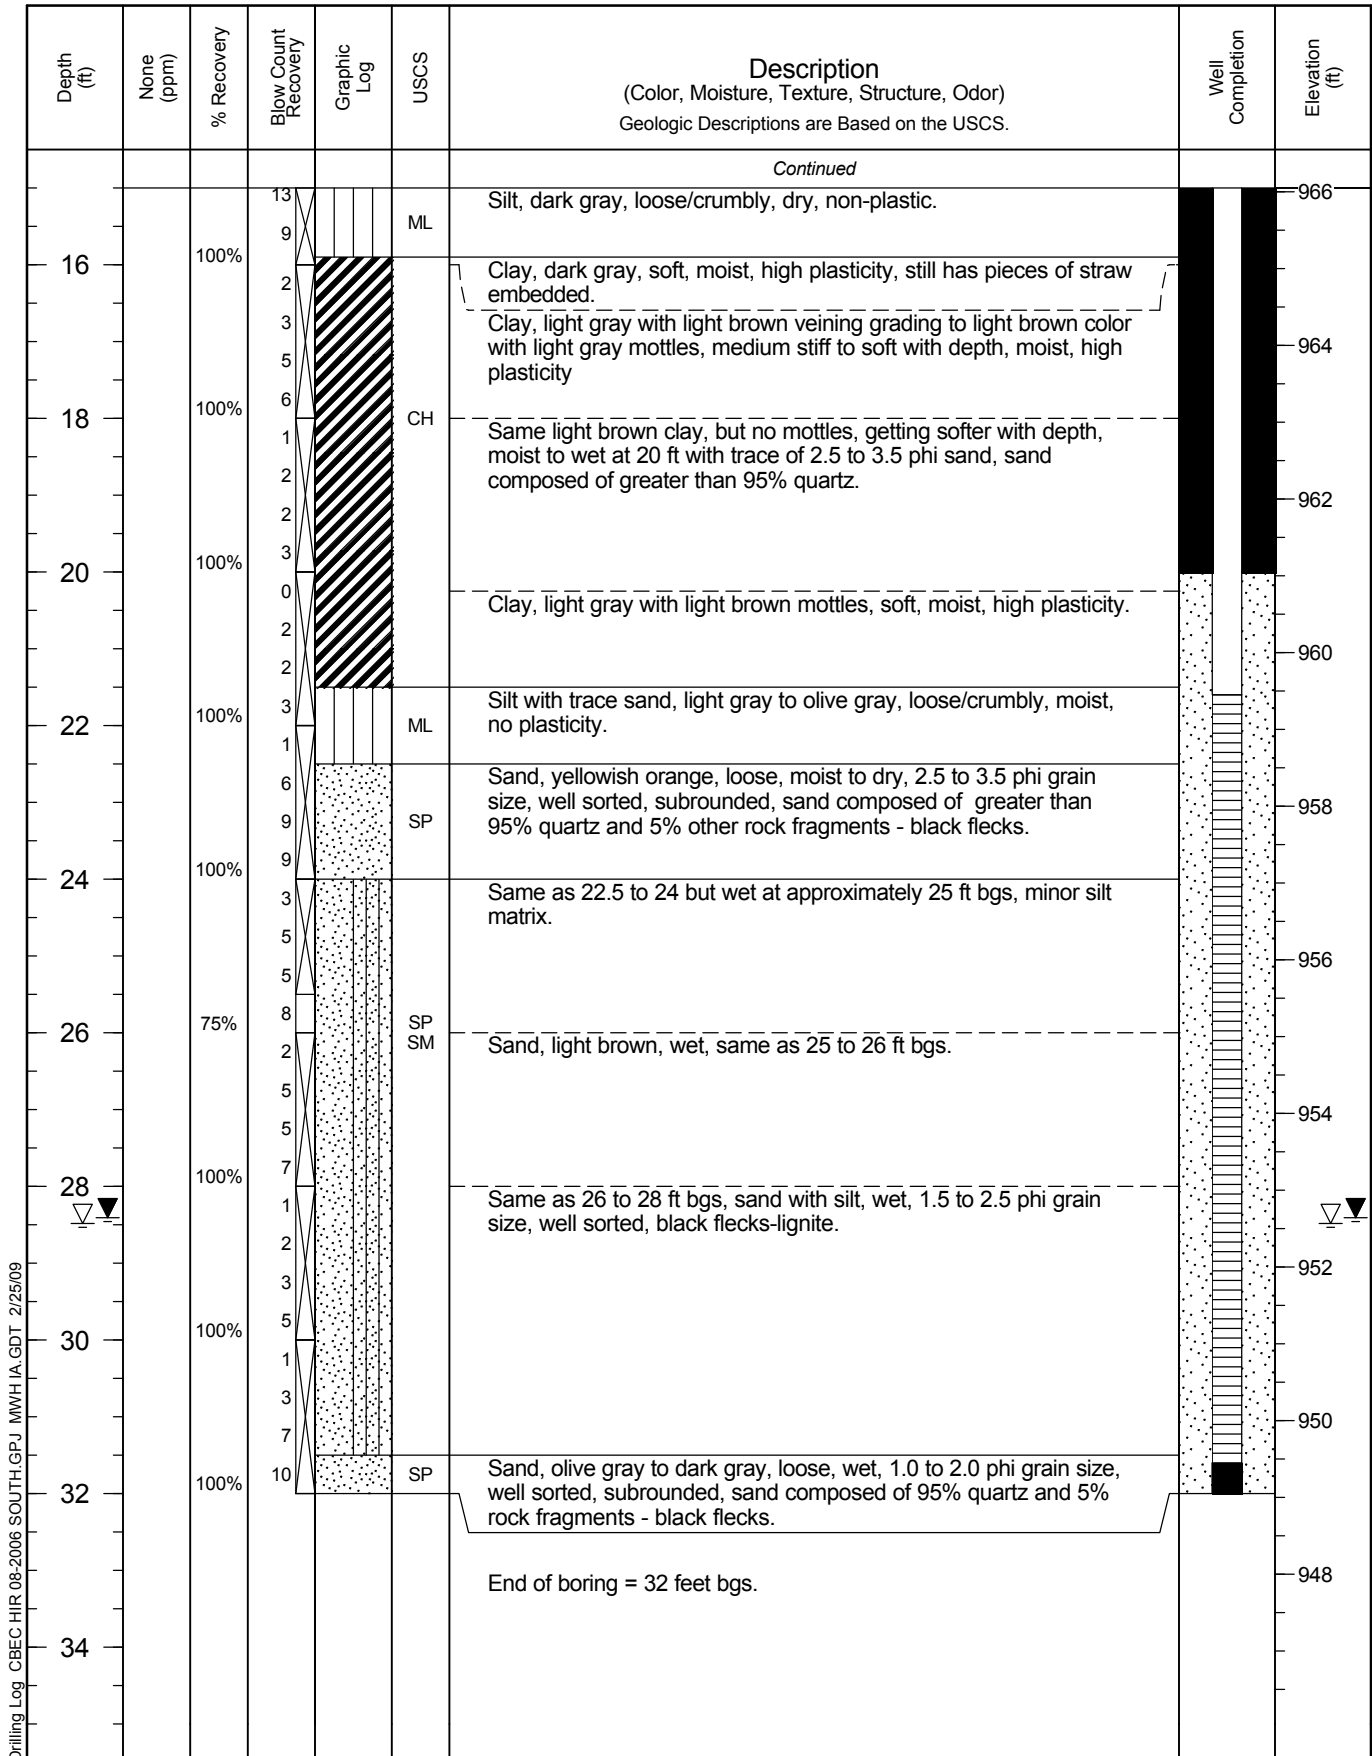 Depth (ft)
None (ppm)
% Recovery
Blow Count Recovery
Graphic Log
USCS
Description
(Color, Moisture, Texture, Structure, Odor)
Geologic Descriptions are Based on the USCS.
Well Completion
Elevation (ft)
Continued
13
Silt, dark gray, loose/crumbly, dry, non-plastic.
966
ML
9
100%
16
Clay, dark gray, soft, moist, high plasticity, still has pieces of straw
2
embedded.
3
Clay, light gray with light brown veining grading to light brown color
with light gray mottles, medium stiff to soft with depth, moist, high
964
5
plasticity
6
100%
18
CH
1
Same light brown clay, but no mottles, getting softer with depth,
moist to wet at 20 ft with trace of 2.5 to 3.5 phi sand, sand
2
composed of greater than 95% quartz.
962
2
3
100%
20
0
Clay, light gray with light brown mottles, soft, moist, high plasticity.
2
960
2
3
Silt with trace sand, light gray to olive gray, loose/crumbly, moist,
100%
22
ML
no plasticity.
1
6
Sand, yellowish orange, loose, moist to dry, 2.5 to 3.5 phi grain
size, well sorted, subrounded, sand composed of greater than
958
9
SP
95% quartz and 5% other rock fragments - black flecks.
9
100%
24
3
Same as 22.5 to 24 but wet at approximately 25 ft bgs, minor silt
matrix.
5
956
5
8
75%
26
SP
SM
2
Sand, light brown, wet, same as 25 to 26 ft bgs.
5
954
5
7
100%
28
1
Same as 26 to 28 ft bgs, sand with silt, wet, 1.5 to 2.5 phi grain
size, well sorted, black flecks-lignite.
2
952
3
5
100%
30
1
3
950
7
10
SP
Sand, olive gray to dark gray, loose, wet, 1.0 to 2.0 phi grain size,
100%
32
well sorted, subrounded, sand composed of 95% quartz and 5%
rock fragments - black flecks.
End of boring = 32 feet bgs.
948
34
Drilling Log CBEC HIR 08-2006 SOUTH.GPJ MWH IA.GDT 2/25/09